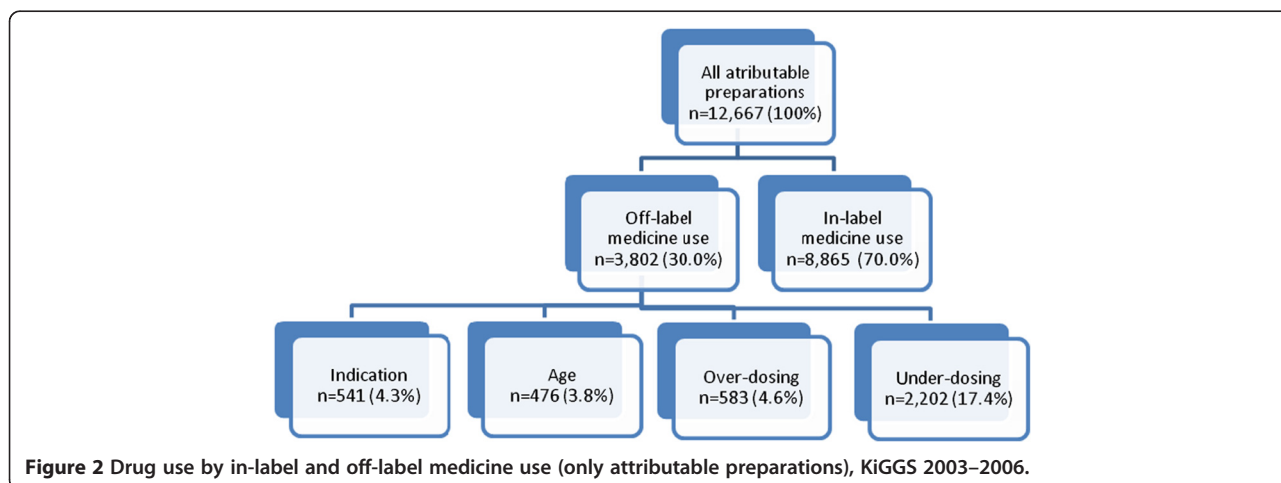 All atributable
preparations
n=12,667 (100%)
Off-label
medicine use
n=3,802 (30.0%)
In-label
medicine use
n=8,865 (70.0%)
Indication
n=541 (4.3%)
Age
n=476 (3.8%)
Over-dosing
n=583 (4.6%)
Under-dosing
n=2,202 (17.4%)
Figure 2 Drug use by in-label and off-label medicine use (only attributable preparations), KiGGS 2003–2006.